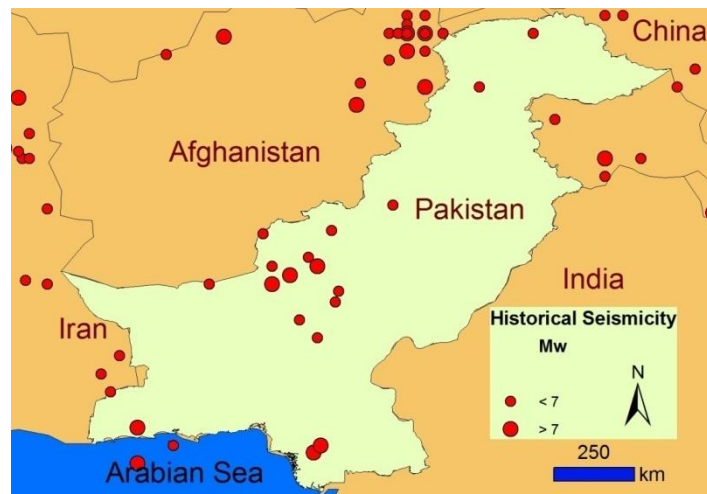 China
Afghanistan
Pakistan
India
Iran
Historical Seismicity
Mw
N
< 7
> 7
250
km
Arabian Sea